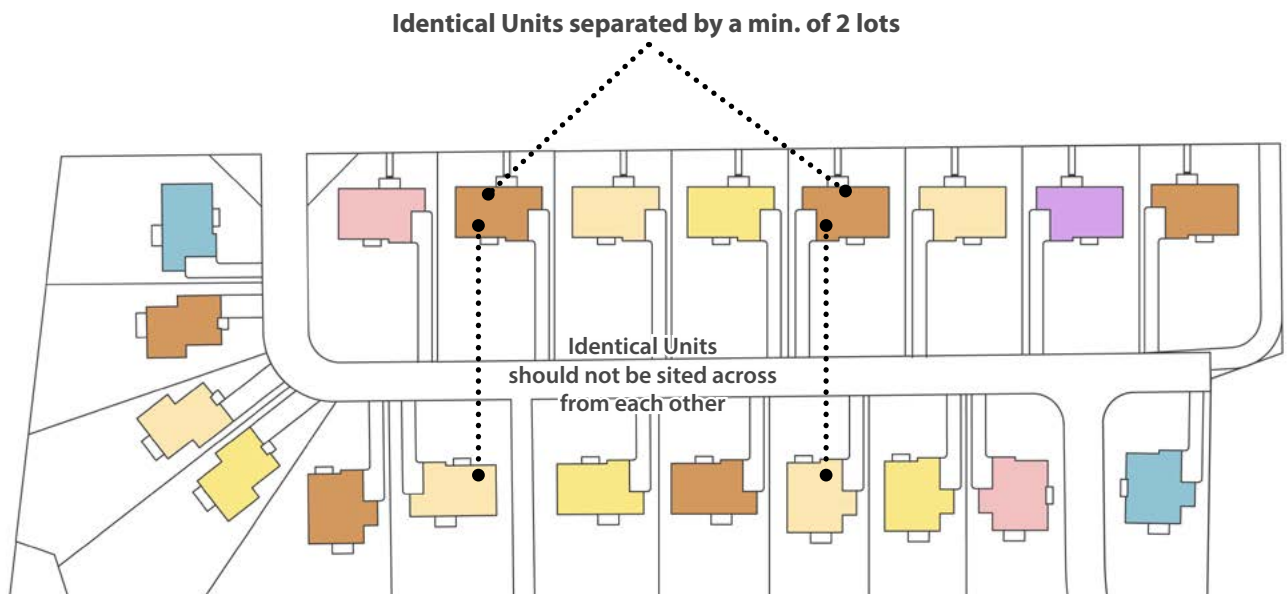 Identical Units separated by a min. of 2 lots
Identical Units
should not be sited across
from each other